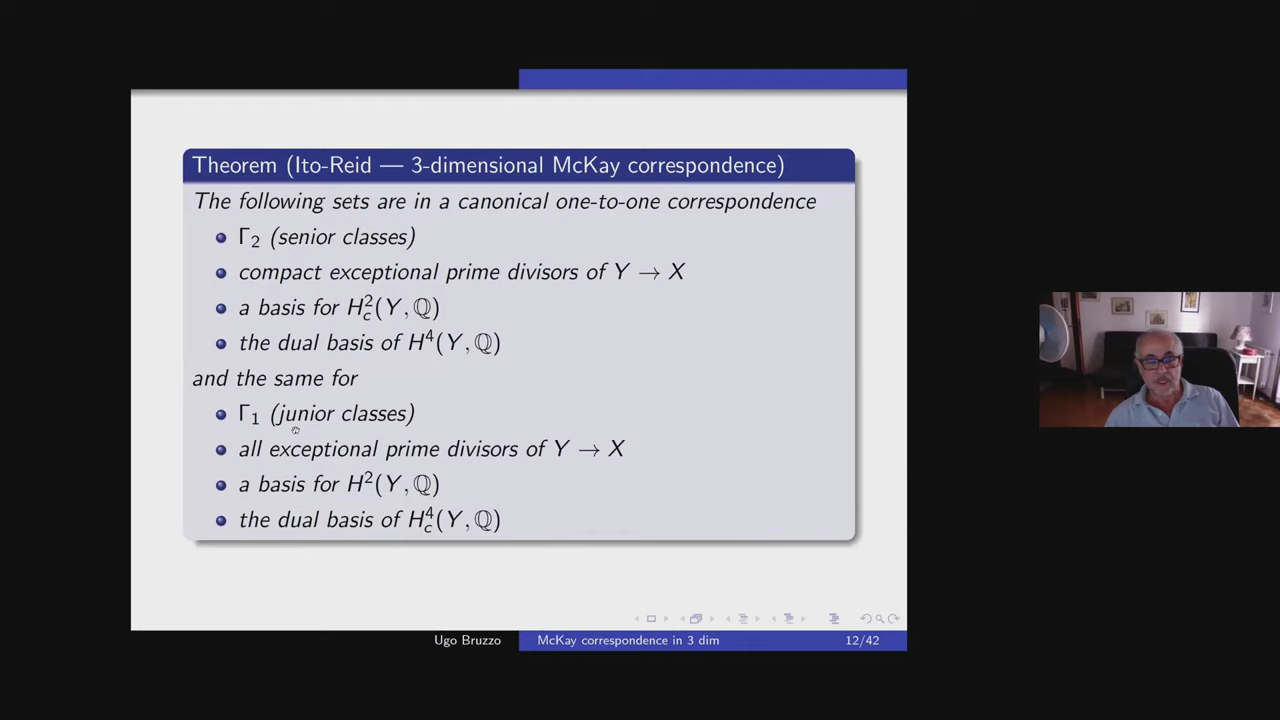 Theorem (Ito-Reid — 3-dimensional McKay correspondence)
The following sets are in a canonical one-to-one correspondence
Γ₂ (senior classes)
compact exceptional prime divisors of Y → X
a basis for H²_c(Y, ℚ)
the dual basis of H⁴(Y, ℚ)
and the same for
Γ₁ (junior classes)
all exceptional prime divisors of Y → X
a basis for H²(Y, ℚ)
the dual basis of H⁴_c(Y, ℚ)
Ugo Bruzzo McKay correspondence in 3 dim 12/42